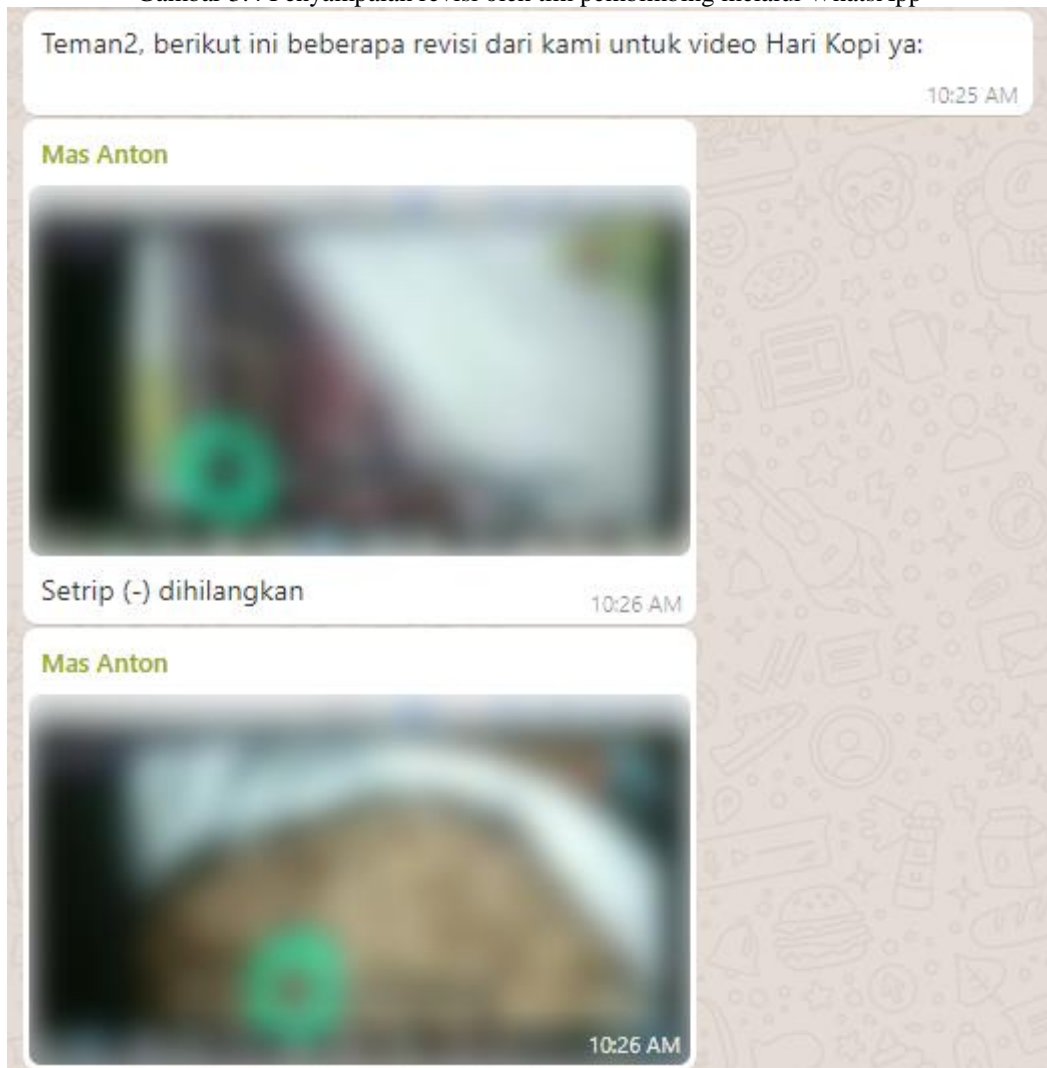 Teman2, berikut ini beberapa revisi dari kami untuk video Hari Kopi ya:
10:25 AM
Mas Anton
Setrip (-) dihilangkan
10:26 AM
Mas Anton
10:26 AM